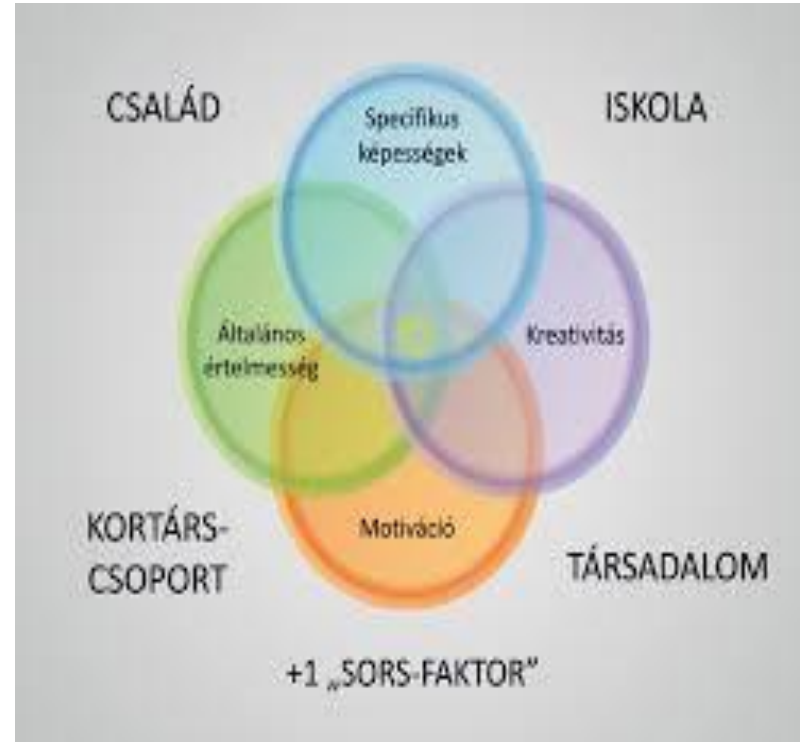 CSALÁD
ISKOLA
Specifikus
képességek
Általános
értelmesség
Kreativitás
Motiváció
KORTÁRS-
CSOPORT
TÁRSADALOM
+1 „SORS-FAKTOR”